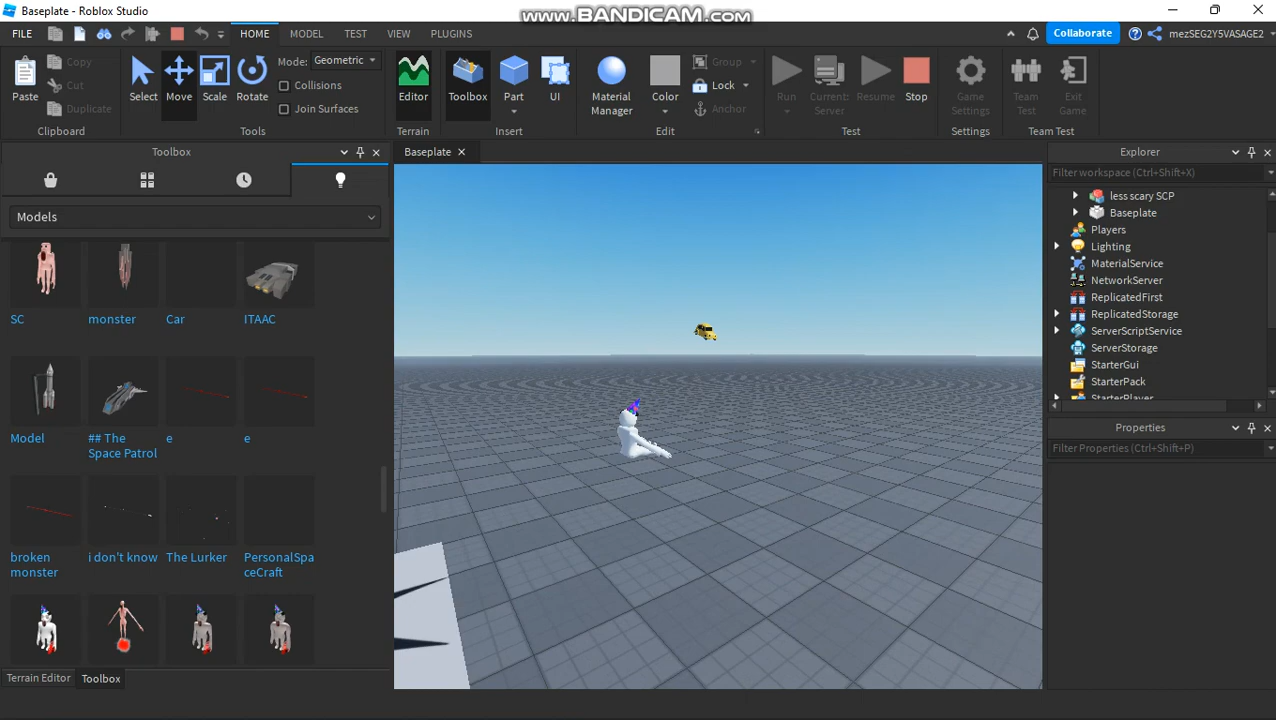 Baseplate - Roblox Studio
www.BANDICAM.com
FILE HOME MODEL TEST VIEW PLUGINS Collaborate mezSEG2Y5VASAGE2
Paste Copy Cut Duplicate
Select Move Scale Rotate
Mode: Geometric
Collisions
Join Surfaces
Editor Toolbox Part UI Material Manager Color Group Lock Anchor
Run Current: Server Resume Stop Game Settings Team Test Exit Game
Clipboard Tools Terrain Insert Edit Test Settings Team Test
Toolbox
Models
SC monster Car ITAAC
Model ## The Space Patrol e e
broken monster i don't know The Lurker PersonalSpa
ceCraft
Terrain Editor Toolbox
Baseplate
Explorer
Filter workspace (Ctrl+Shift+X)
less scary SCP
Baseplate
Players
Lighting
MaterialService
NetworkServer
ReplicatedFirst
ReplicatedStorage
ServerScriptService
ServerStorage
StarterGui
StarterPack
StarterPlayer
Properties
Filter Properties (Ctrl+Shift+P)